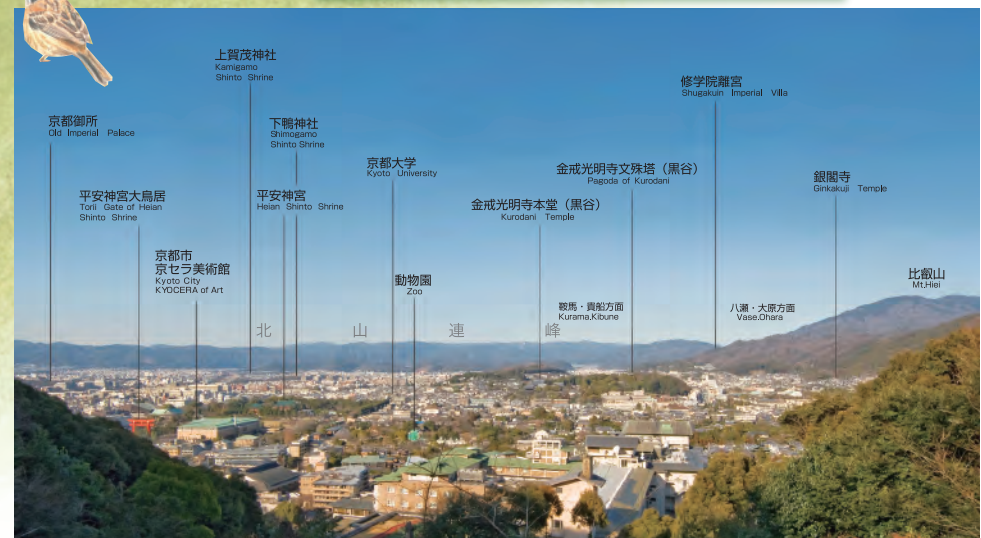 上賀茂神社
Kamigamo
Shinto Shrine
修学院離宮
Shugakuin Imperial Villa
京都御所
Old Imperial Palace
下鴨神社
Shimogamo
Shinto Shrine
京都大学
Kyoto University
金戒光明寺文殊塔（黒谷）
Pagoda of Kurodani
銀閣寺
Ginkakuji Temple
平安神宮大鳥居
Torii Gate of Heian
Shinto Shrine
平安神宮
Heian Shinto Shrine
金戒光明寺本堂（黒谷）
Kurodani Temple
京都市
京セラ美術館
Kyoto City
KYOCERA of Art
動物園
Zoo
比叡山
Mt.Hiei
鞍馬・貴船方面
Kurama.Kibune
八瀬・大原方面
Vase.Ohara
北山連峰